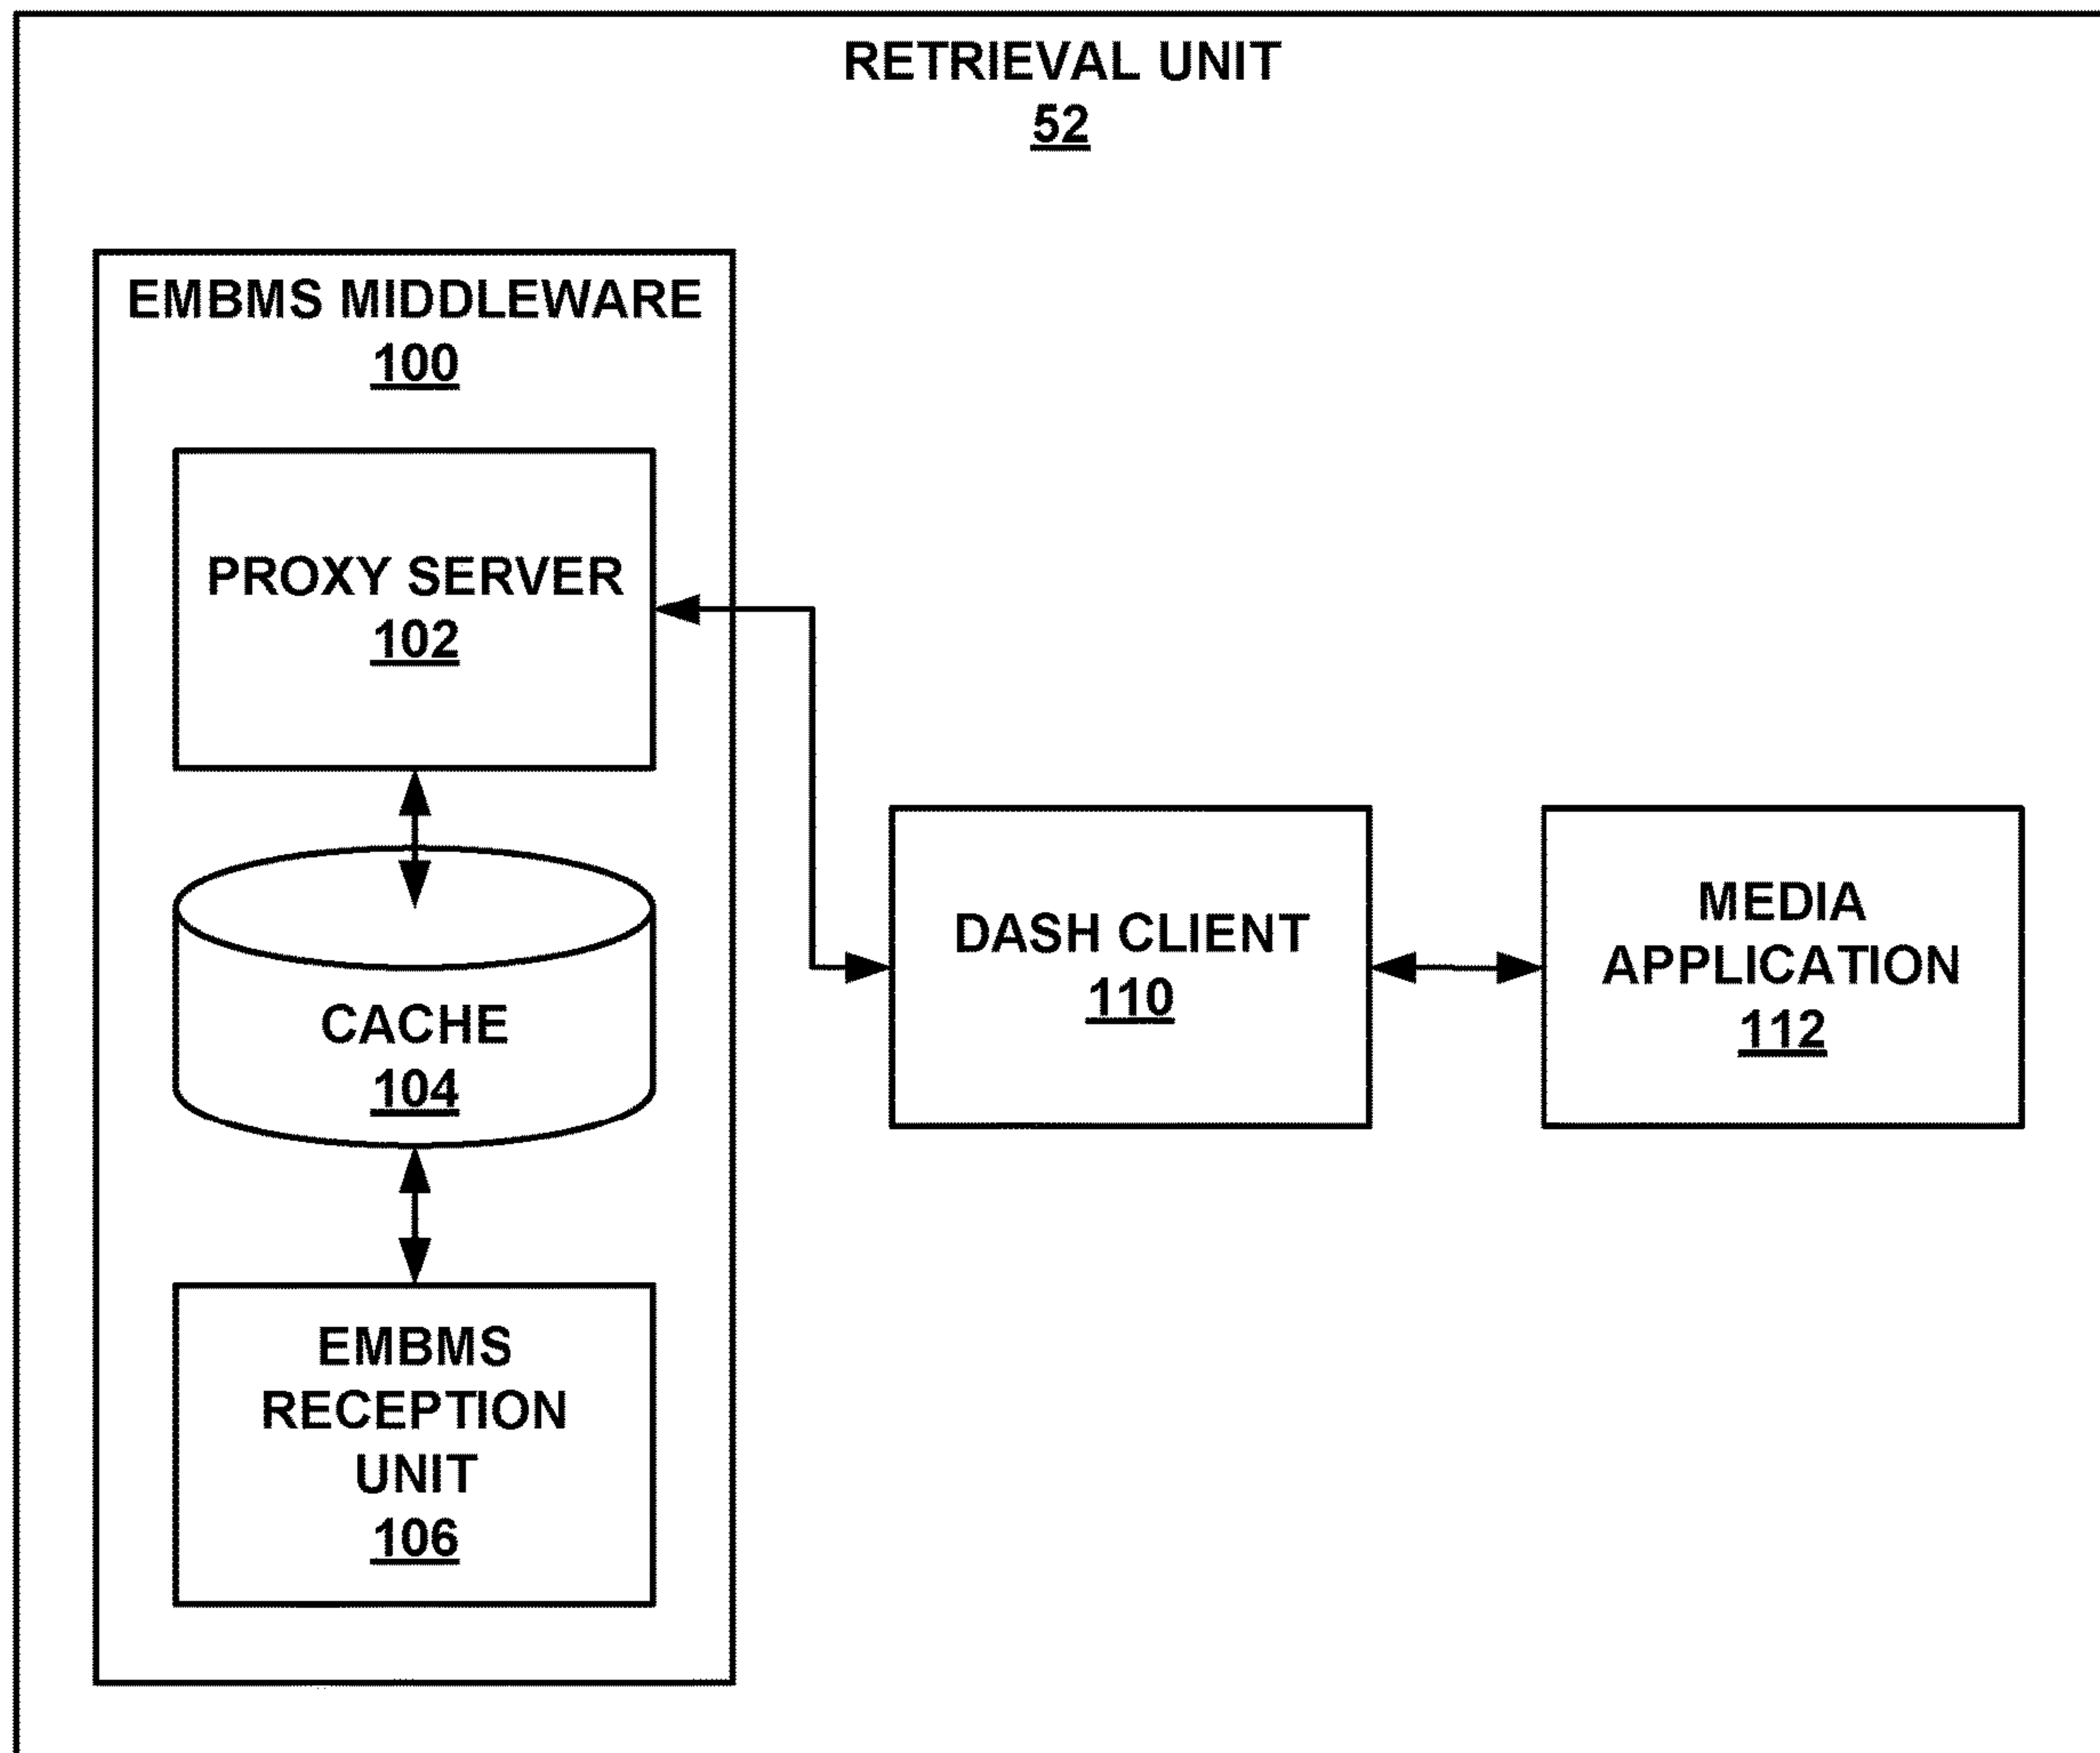 RETRIEVAL UNIT
52
EMBMS MIDDLEWARE
100
PROXY SERVER
102
CACHE
104
EMBMS
RECEPTION
UNIT
106
DASH CLIENT
110
MEDIA
APPLICATION
112